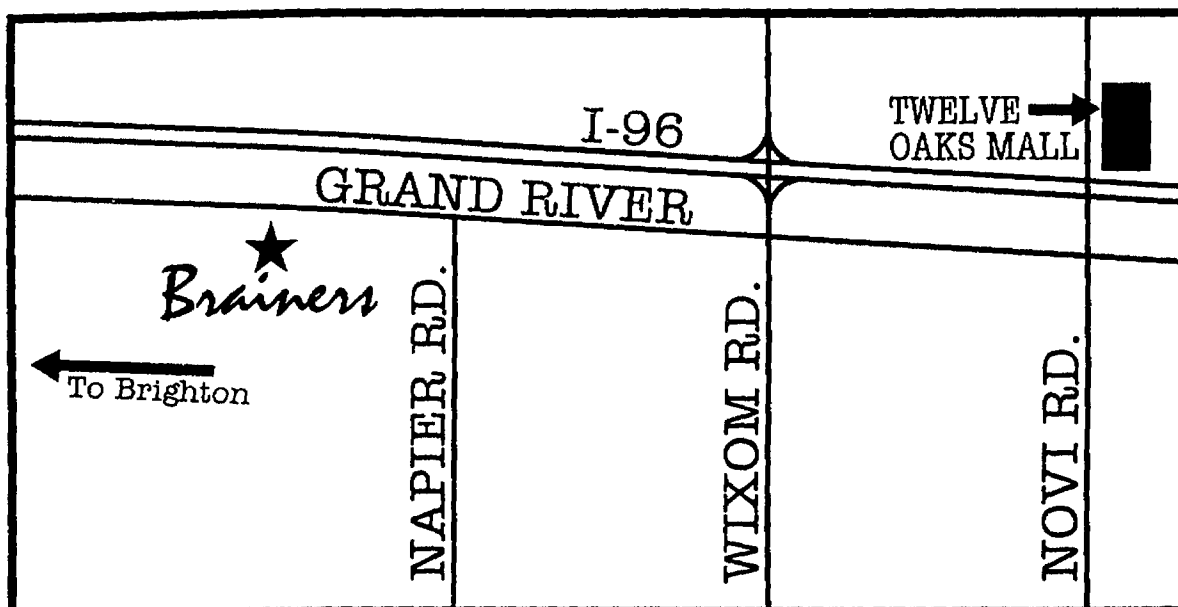 TWELVE
OAKS MALL
I-96
GRAND RIVER
Brainers
To Brighton
NAPIER RD.
WIXOM RD.
NOVI RD.